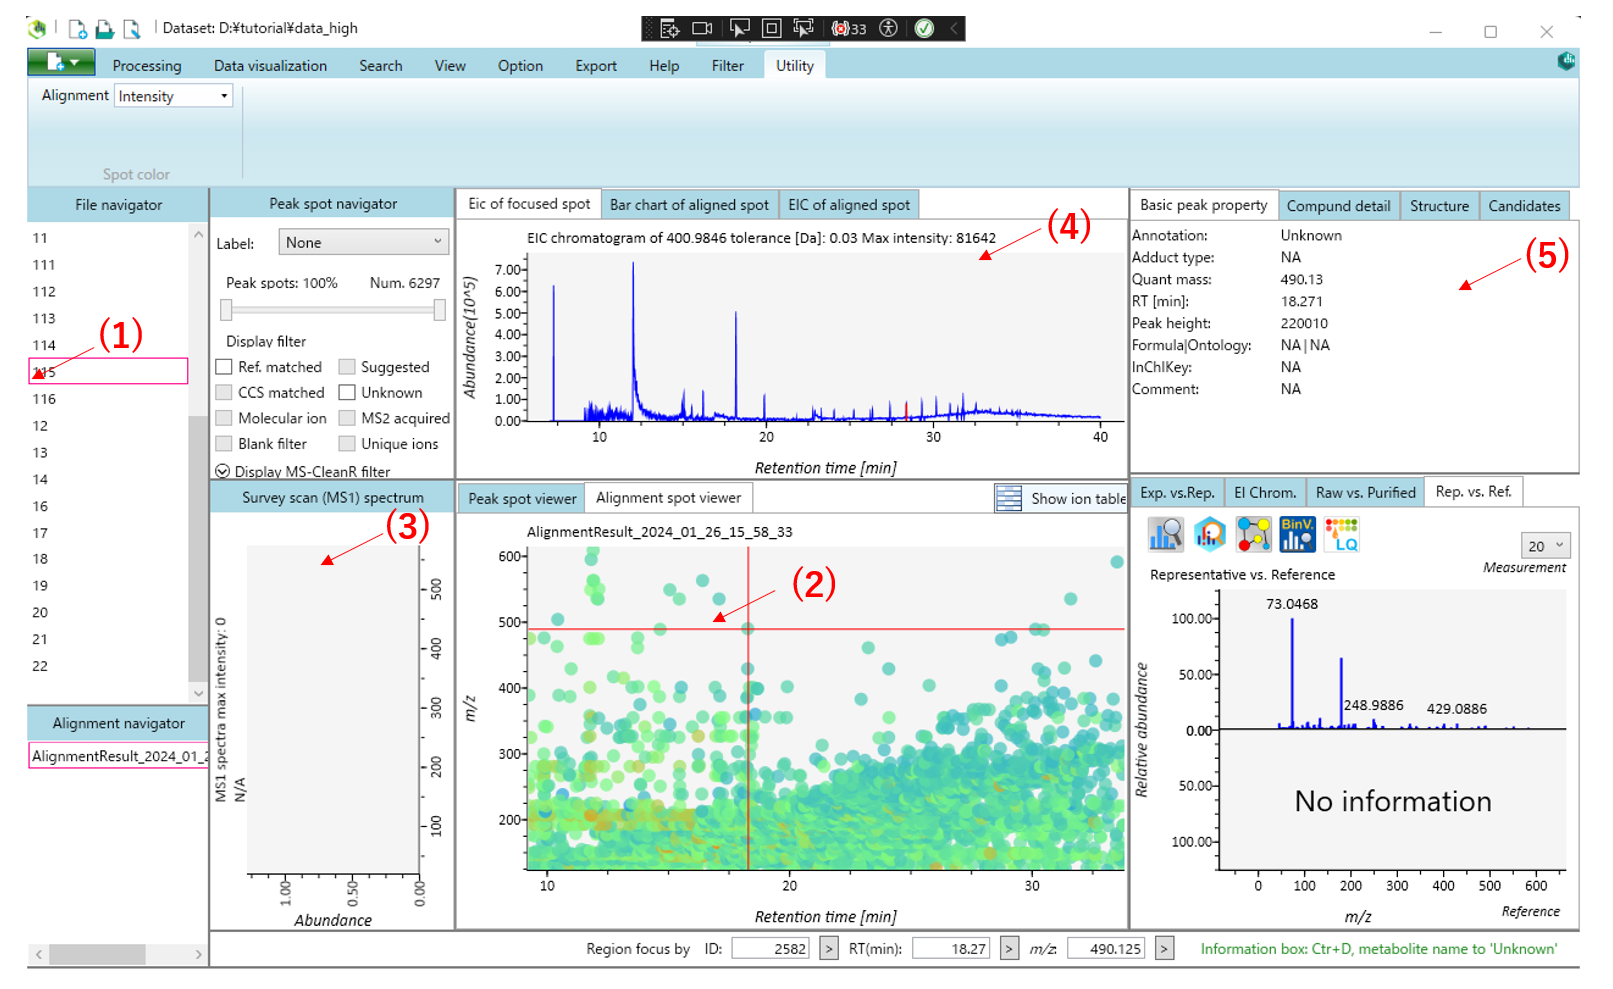 Dataset: D:¥tutorial¥data_high
33
Processing
Data visualization
Search
View
Option
Export
Help
Filter
Utility
Alignment
Intensity
Spot color
File navigator
11
111
112
113
114
(1)
115
116
12
13
14
16
17
18
19
20
21
22
Alignment navigator
AlignmentResult_2024_01_2
Peak spot navigator
Label:
None
Peak spots: 100%
Num. 6297
Display filter
Ref. matched
Suggested
CCS matched
Unknown
Molecular ion
MS2 acquired
Blank filter
Unique ions
Display MS-CleanR filter
Survey scan (MS1) spectrum
(3)
MS1 spectra max intensity: 0
N/A
500
400
300
200
100
1.00
0.50
0.00
Abundance
Eic of focused spot
Bar chart of aligned spot
EIC of aligned spot
EIC chromatogram of 400.9846 tolerance [Da]: 0.03 Max intensity: 81642
(4)
Abundance(10^5)
7.00
6.00
5.00
4.00
3.00
2.00
1.00
0.00
10
20
30
40
Retention time [min]
Peak spot viewer
Alignment spot viewer
Show ion table
AlignmentResult_2024_01_26_15_58_33
(2)
m/z
600
500
400
300
200
10
20
30
Retention time [min]
Basic peak property
Compund detail
Structure
Candidates
Annotation:
Unknown
Adduct type:
NA
Quant mass:
490.13
RT [min]:
18.271
Peak height:
220010
Formula|Ontology:
NA|NA
InChIKey:
NA
Comment:
NA
(5)
Exp. vs.Rep.
EI Chrom.
Raw vs. Purified
Rep. vs. Ref.
BinV.
LQ
20
Measurement
Representative vs. Reference
73.0468
248.9886
429.0886
Relative abundance
100.00
50.00
0.00
50.00
100.00
No information
0
100
200
300
400
500
600
m/z
Reference
Region focus by
ID:
2582
>
RT(min):
18.27
>
m/z:
490.125
>
Information box: Ctr+D, metabolite name to 'Unknown'